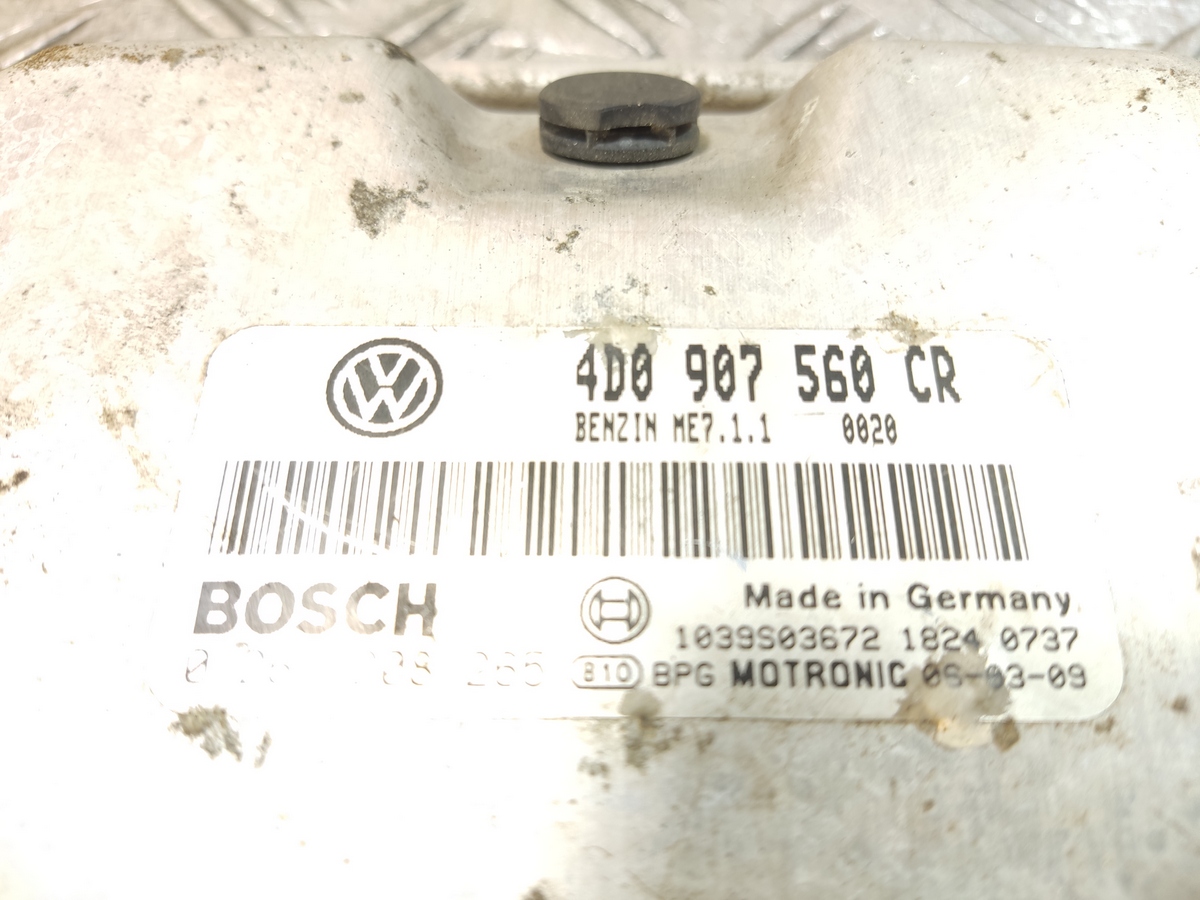 4D0 907 560 CR
BENZIN ME7.1.1 0020
BOSCH
Made in Germany
1039S03672 1824 0737
B10 BPG MOTRONIC